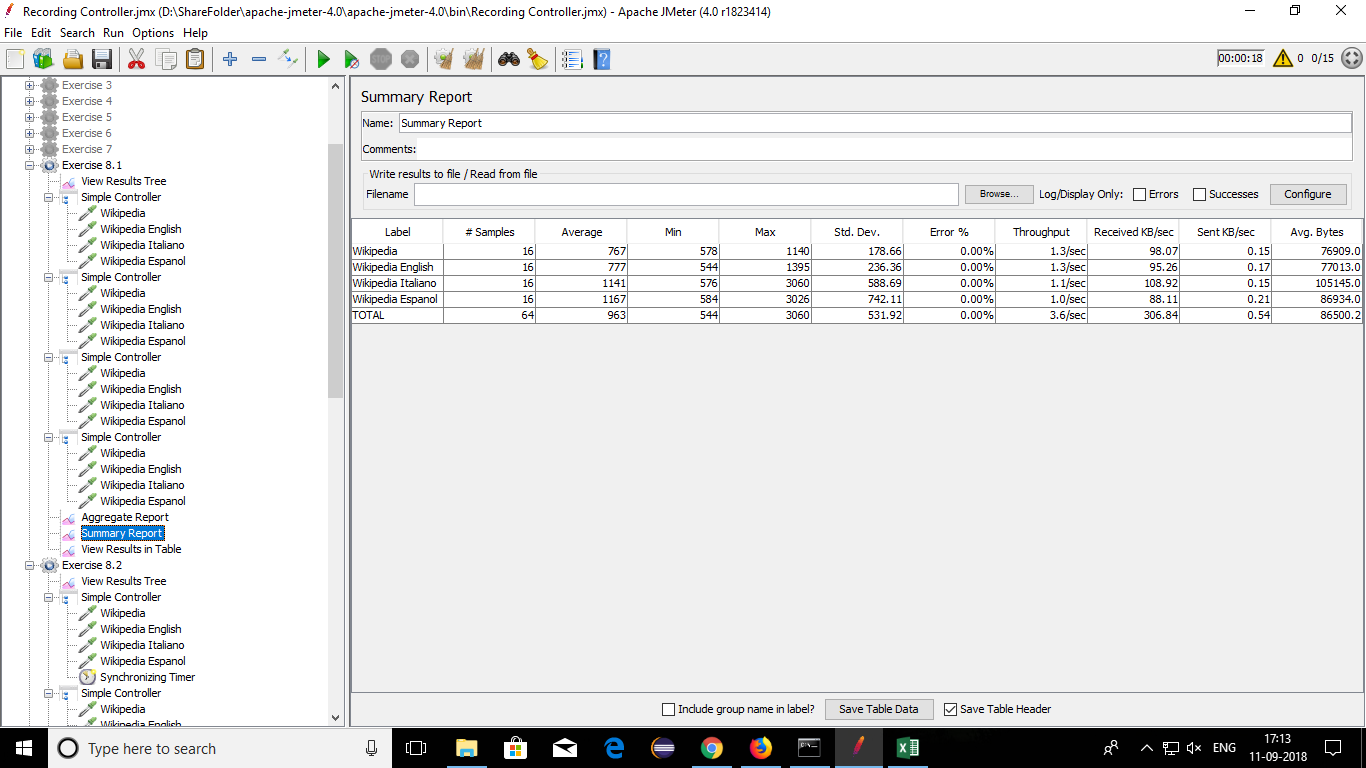 Recording Controller.jmx (D:\ShareFolder\apache-jmeter-4.0\apache-jmeter-4.0\bin\Recording Controller.jmx) - Apache JMeter (4.0 r1823414)
File Edit Search Run Options Help
STOP 00:00:18 0 0/15
Exercise 3
Exercise 4
Exercise 5
Exercise 6
Exercise 7
Exercise 8.1
View Results Tree
Simple Controller
Wikipedia
Wikipedia English
Wikipedia Italiano
Wikipedia Espanol
Simple Controller
Wikipedia
Wikipedia English
Wikipedia Italiano
Wikipedia Espanol
Simple Controller
Wikipedia
Wikipedia English
Wikipedia Italiano
Wikipedia Espanol
Simple Controller
Wikipedia
Wikipedia English
Wikipedia Italiano
Wikipedia Espanol
Aggregate Report
Summary Report
View Results in Table
Exercise 8.2
View Results Tree
Simple Controller
Wikipedia
Wikipedia English
Wikipedia Italiano
Wikipedia Espanol
Synchronizing Timer
Simple Controller
Wikipedia
Wikipedia English
Summary Report
Name: Summary Report
Comments:
Write results to file / Read from file
Filename Browse... Log/Display Only: Errors Successes Configure
Label # Samples Average Min Max Std. Dev. Error % Throughput Received KB/sec Sent KB/sec Avg. Bytes
Wikipedia 16 767 578 1140 178.66 0.00% 1.3/sec 98.07 0.15 76909.0
Wikipedia English 16 777 544 1395 236.36 0.00% 1.3/sec 95.26 0.17 77013.0
Wikipedia Italiano 16 1141 576 3060 588.69 0.00% 1.1/sec 108.92 0.15 105145.0
Wikipedia Espanol 16 1167 584 3026 742.11 0.00% 1.0/sec 88.11 0.21 86934.0
TOTAL 64 963 544 3060 531.92 0.00% 3.6/sec 306.84 0.54 86500.2
Include group name in label? Save Table Data Save Table Header
Type here to search
ENG
17:13
11-09-2018